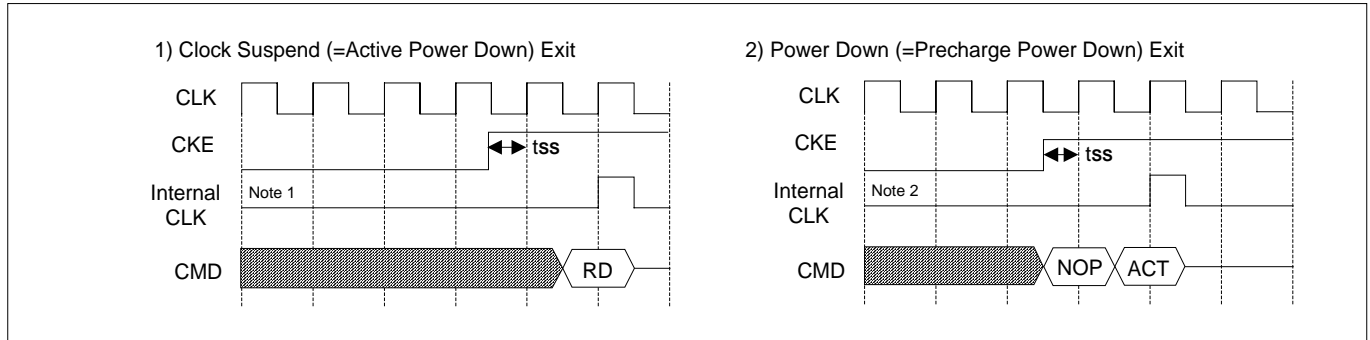 1) Clock Suspend (=Active Power Down) Exit
CLK
CKE
tss
Internal
CLK
Note 1
CMD
RD
2) Power Down (=Precharge Power Down) Exit
CLK
CKE
tss
Internal
CLK
Note 2
CMD
NOP
ACT